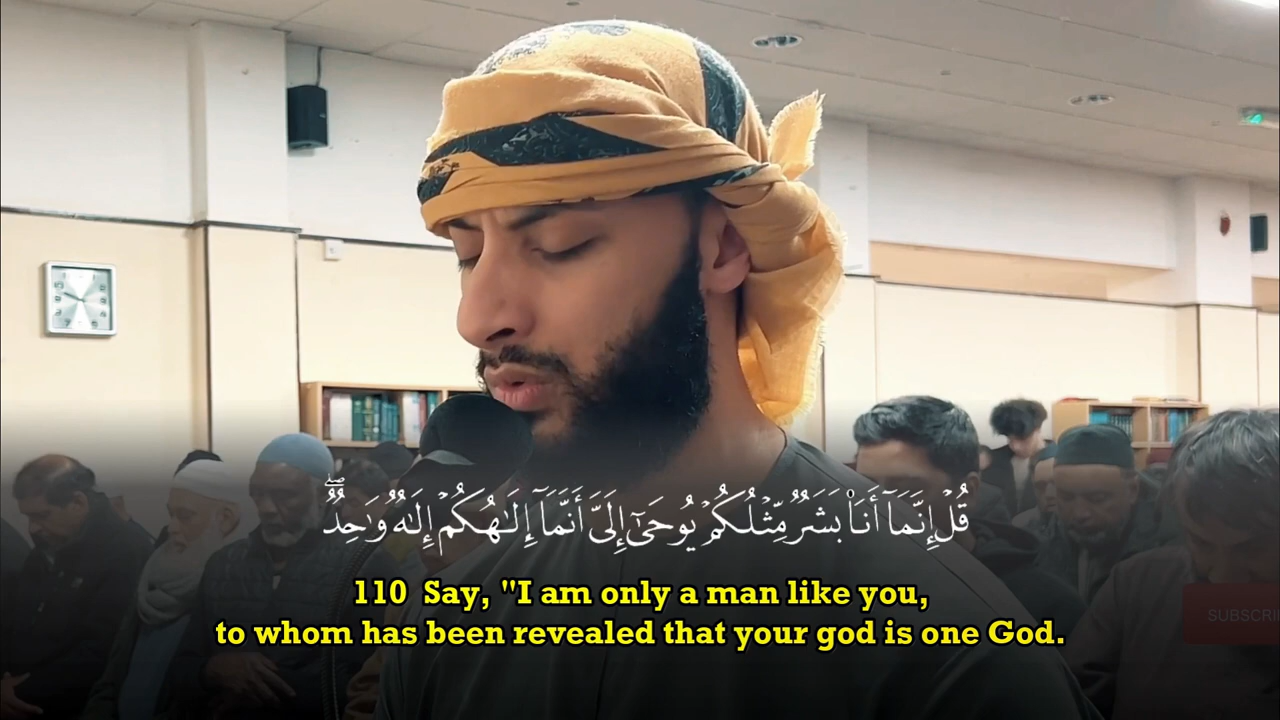 قُلْ إِنَّمَآ أَنَا۠ بَشَرٌ مِّثْلُكُمْ يُوحَىٰٓ إِلَىَّ أَنَّمَآ إِلَـٰهُكُمْ إِلَـٰهٌ وَٰحِدٌ ۖ
110 Say, "I am only a man like you,
to whom has been revealed that your god is one God.